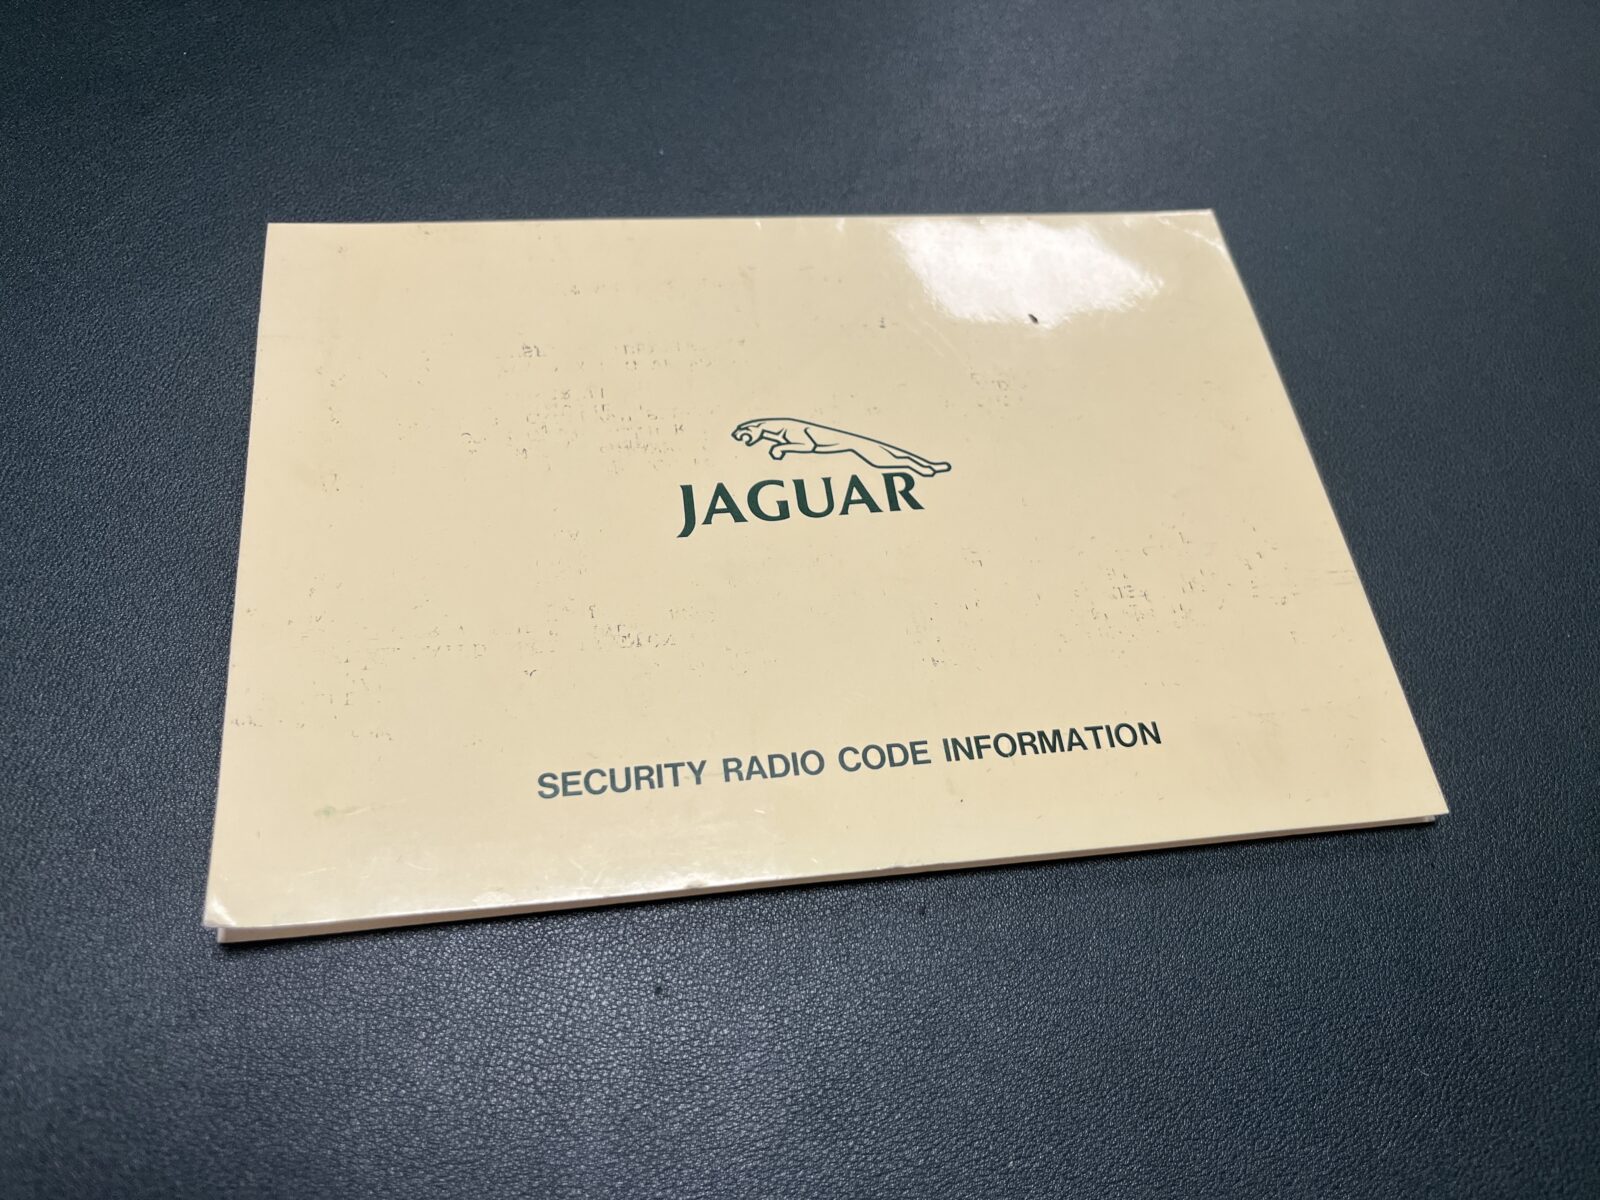 JAGUAR
SECURITY RADIO CODE INFORMATION